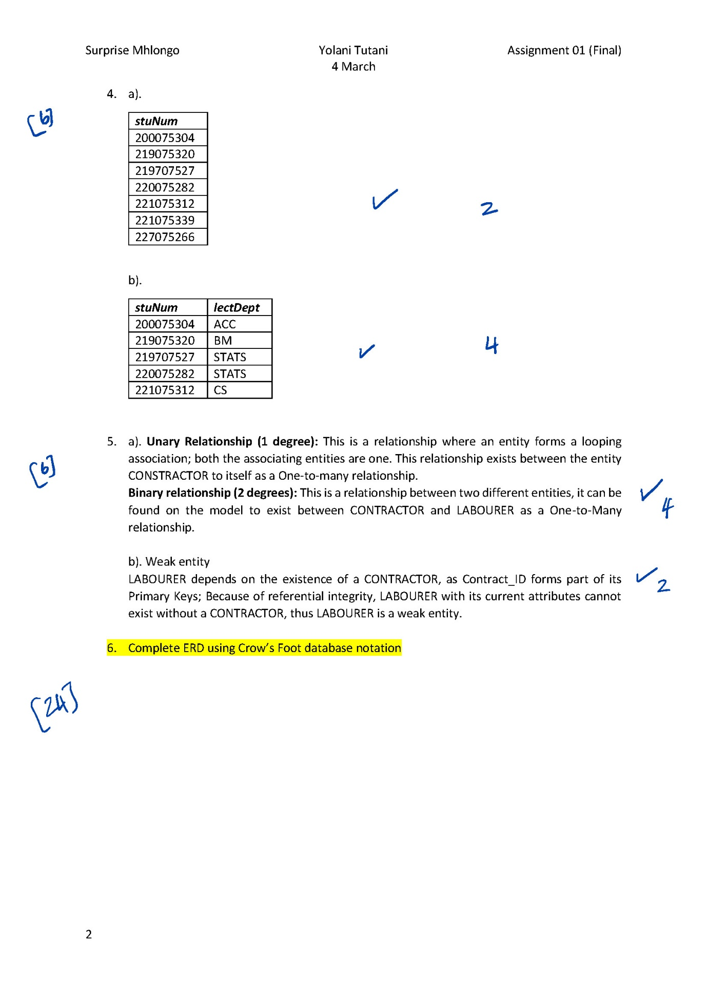 Surprise Mhlongo Yolani Tutani Assignment 01 (Final)
4 March
4. a).
[6]
stuNum
200075304
219075320
219707527
220075282
221075312
221075339
227075266
✓ 2
b).
stuNum lectDept
200075304 ACC
219075320 BM
219707527 STATS
220075282 STATS
221075312 CS
✓ 4
5. a). Unary Relationship (1 degree): This is a relationship where an entity forms a looping
association; both the associating entities are one. This relationship exists between the entity
[6]
CONSTRACTOR to itself as a One-to-many relationship.
Binary relationship (2 degrees): This is a relationship between two different entities, it can be
found on the model to exist between CONTRACTOR and LABOURER as a One-to-Many
relationship.
✓ 4
b). Weak entity
LABOURER depends on the existence of a CONTRACTOR, as Contract_ID forms part of its
Primary Keys; Because of referential integrity, LABOURER with its current attributes cannot
exist without a CONTRACTOR, thus LABOURER is a weak entity.
✓ 2
6. Complete ERD using Crow’s Foot database notation
[24]
2